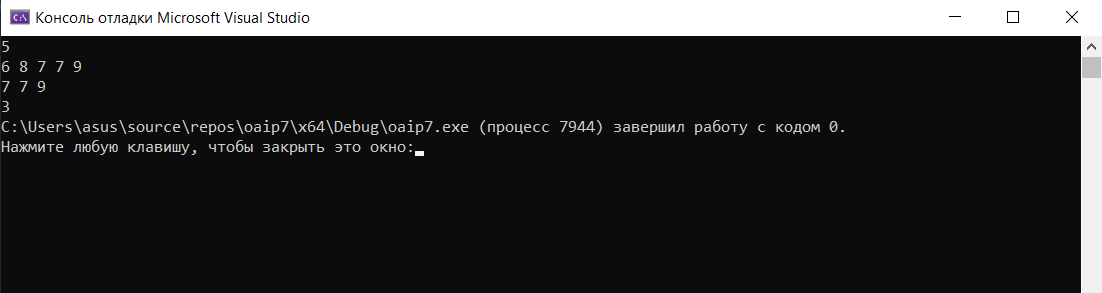 Консоль отладки Microsoft Visual Studio
5
6 8 7 7 9
7 7 9
3
C:\Users\asus\source\repos\oaip7\x64\Debug\oaip7.exe (процесс 7944) завершил работу с кодом 0.
Нажмите любую клавишу, чтобы закрыть это окно: